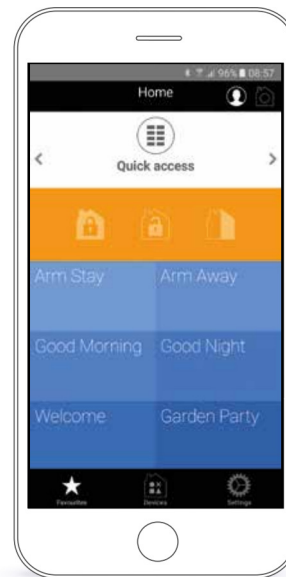 96% 08:57
Home
Quick access
Arm Stay Arm Away
Good Morning Good Night
Welcome Garden Party
Favourites Devices Settings